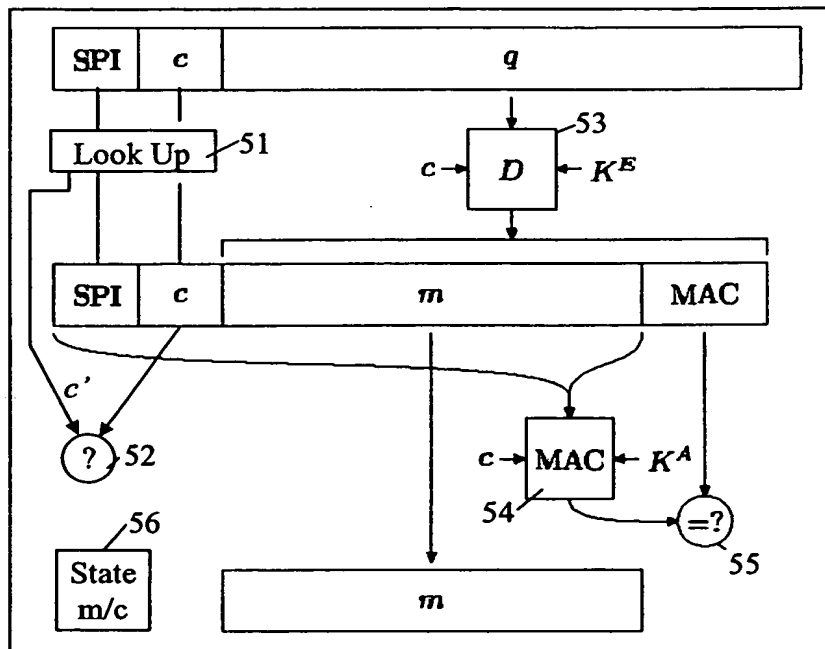 SPI c q
53
51
Look Up
c D K^E
SPI c m MAC
c'
? 52
c MAC K^A
54
=?
55
56
State
m/c
m